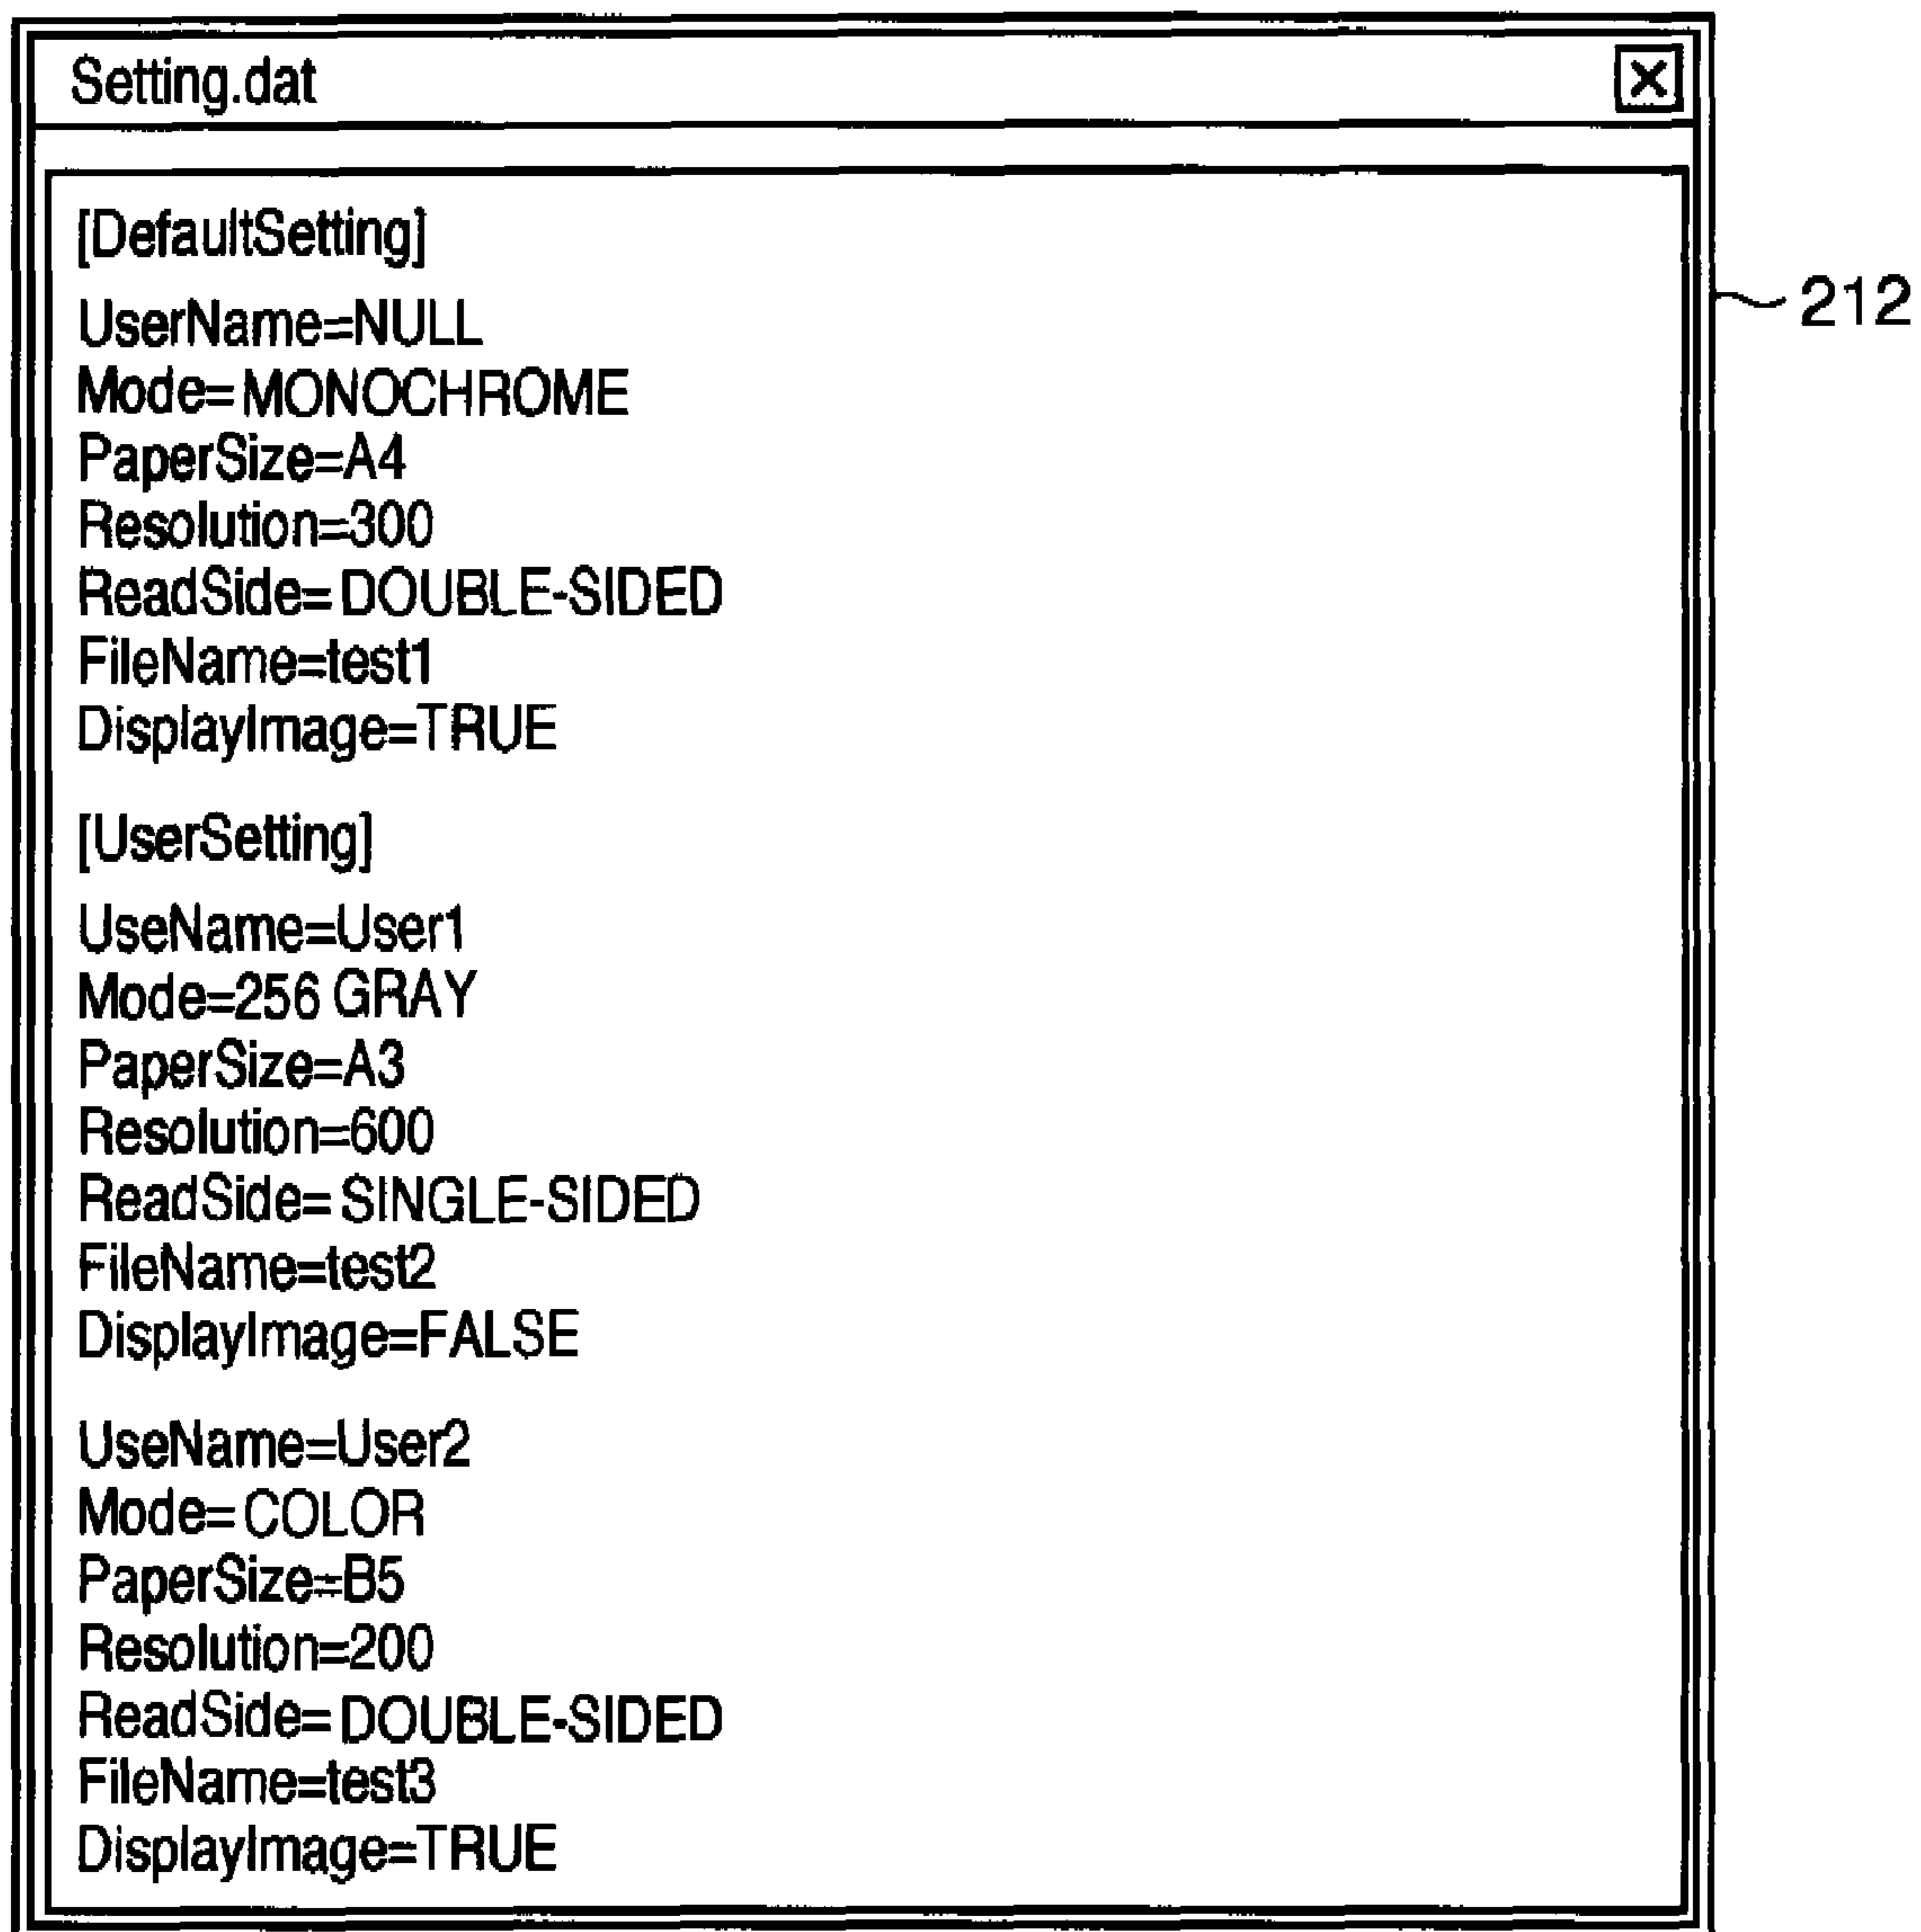 Setting.dat
[DefaultSetting]
212
UserName=NULL
Mode=MONOCHROME
PaperSize=A4
Resolution=300
ReadSide=DOUBLE-SIDED
FileName=test1
DisplayImage=TRUE
[UserSetting]
UseName=User1
Mode=256 GRAY
PaperSize=A3
Resolution=600
ReadSide=SINGLE-SIDED
FileName=test2
DisplayImage=FALSE
UseName=User2
Mode=COLOR
PaperSize=B5
Resolution=200
ReadSide=DOUBLE-SIDED
FileName=test3
DisplayImage=TRUE